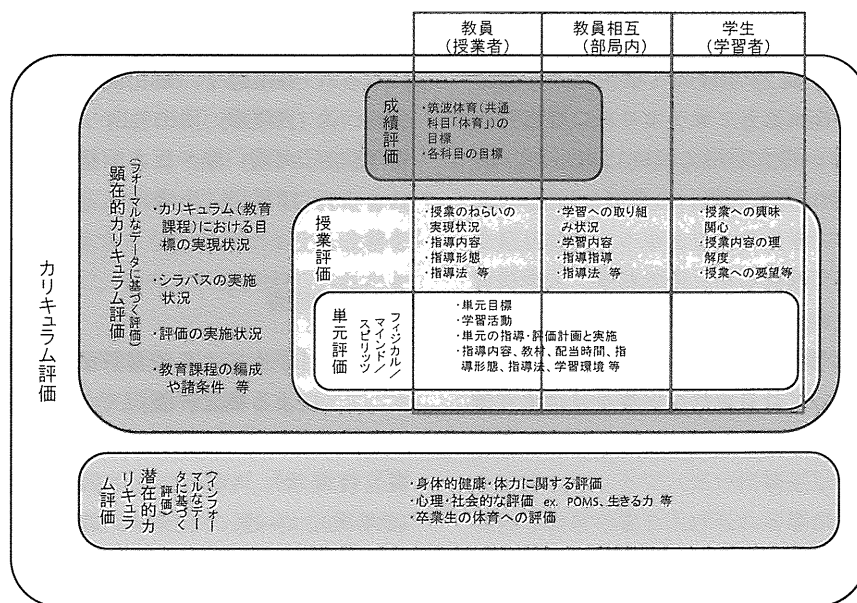 教員
（授業者）
教員相互
（部局内）
学生
（学習者）
カリキュラム評価
顕在的カリキュラム評価
（フォーマルなデータに基づく評価）
・カリキュラム（教育
課程）における目
標の実現状況
・シラバスの実施
状況
・評価の実施状況
・教育課程の編成
や諸条件 等
成績評価
・筑波体育（共通
科目「体育」）の
目標
・各科目の目標
授業評価
・授業のねらいの
実現状況
・指導内容
・指導形態
・指導法 等
・学習への取り組
み状況
・学習内容
・指導指導
・指導法 等
・授業への興味
関心
・授業内容の理
解度
・授業への要望等
単元評価
フィジカル／
マインド／
スピリッツ
・単元目標
・学習活動
・単元の指導・評価計画と実施
・指導内容、教材、配当時間、指
導形態、指導法、学習環境 等
潜在的カ
リキュラ
ム評価
（インフォー
マルなデー
タに基づく
評価）
・身体的健康・体力に関する評価
・心理・社会的な評価 ex. POMS、生きる力 等
・卒業生の体育への評価